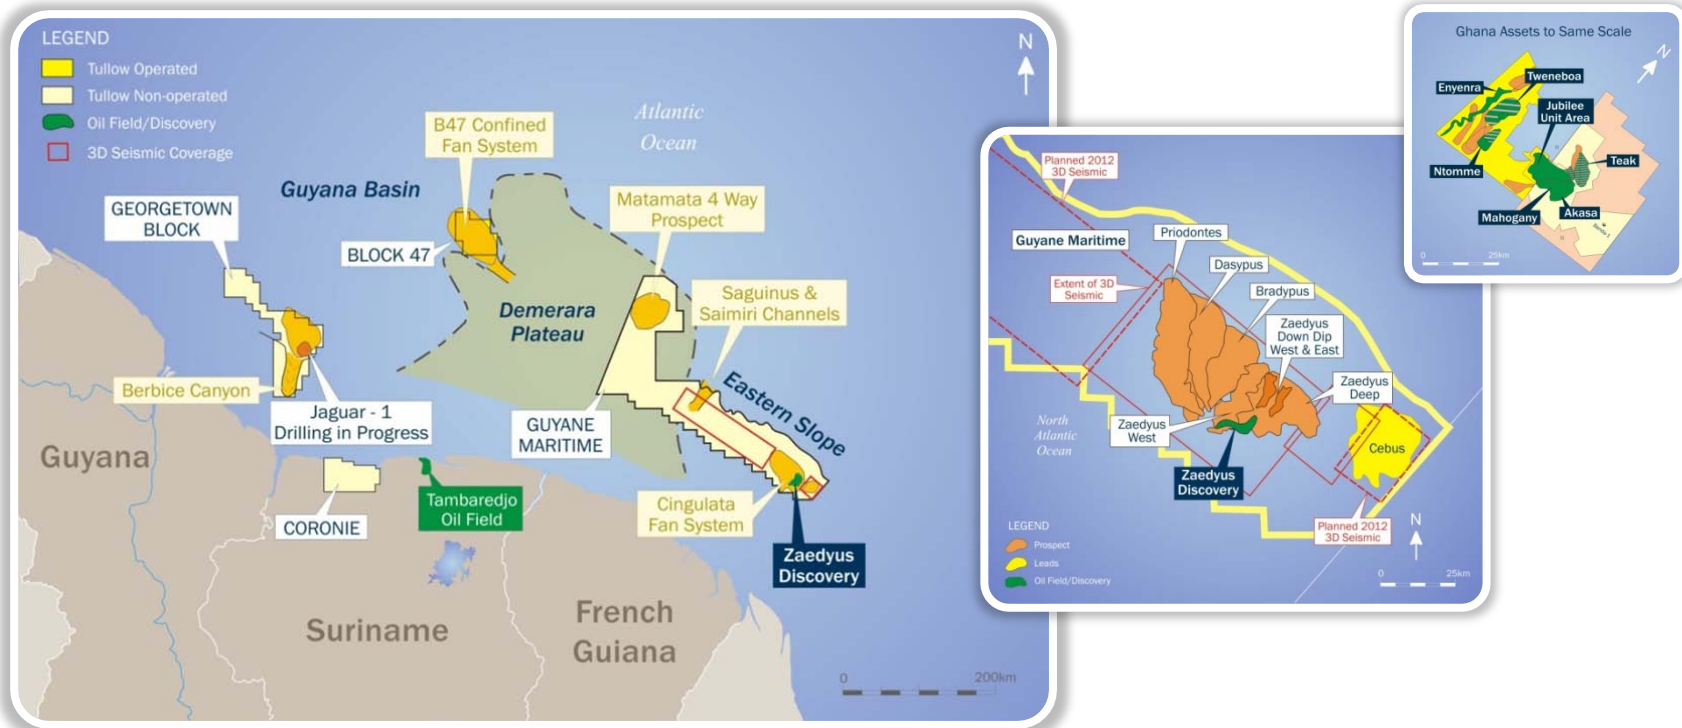 LEGEND
Tullow Operated
Tullow Non-operated
Oil Field/Discovery
3D Seismic Coverage
N
Atlantic
Ocean
B47 Confined
Fan System
Guyana Basin
GEORGETOWN
BLOCK
BLOCK 47
Matamata 4 Way
Prospect
Demerara
Plateau
Saguinus &
Saimiri Channels
Berbice Canyon
Jaguar - 1
Drilling in Progress
GUYANE
MARITIME
Eastern Slope
Guyana
CORONIE
Tambaredjo
Oil Field
Cingulata
Fan System
Zaedyus
Discovery
Suriname
French
Guiana
0
200km
Planned 2012
3D Seismic
Guyane Maritime
Priodontes
Dasypus
Extent of 3D
Seismic
Bradypus
Zaedyus
Down Dip
West & East
Zaedyus
Deep
North
Atlantic
Ocean
Zaedyus
West
Cebus
Zaedyus
Discovery
LEGEND
Prospect
Leads
Oil Field/Discovery
Planned 2012
3D Seismic
N
0
25km
Ghana Assets to Same Scale
N
Tweneboa
Enyenra
Jubilee
Unit Area
Teak
Ntomme
Akasa
Mahogany
0
25km